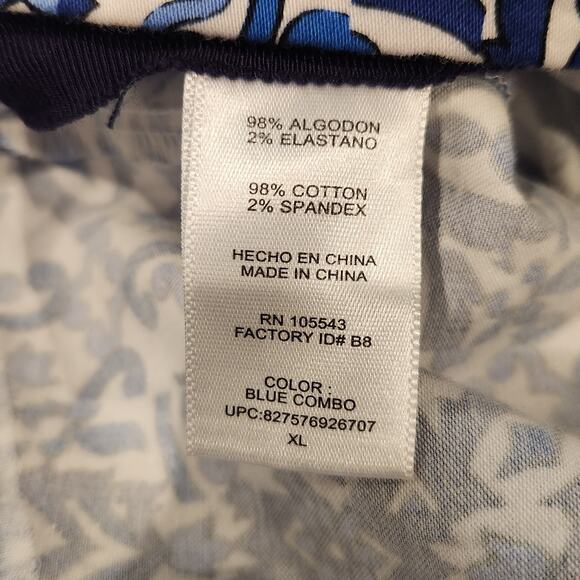 98% ALGODON
2% ELASTANO
98% COTTON
2% SPANDEX
HECHO EN CHINA
MADE IN CHINA
RN 105543
FACTORY ID# B8
COLOR :
BLUE COMBO
UPC:827576926707
XL